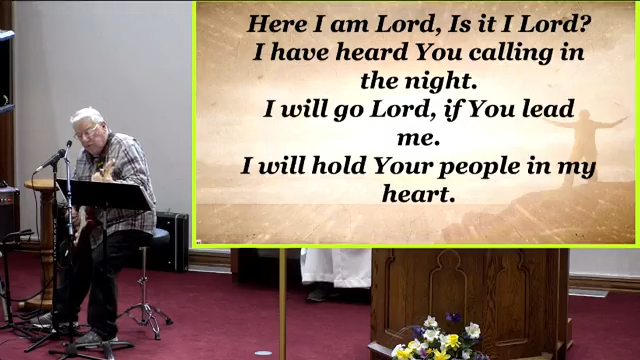 Here I am Lord, Is it I Lord?
I have heard You calling in
the night.
I will go Lord, if You lead
me.
I will hold Your people in my
heart.